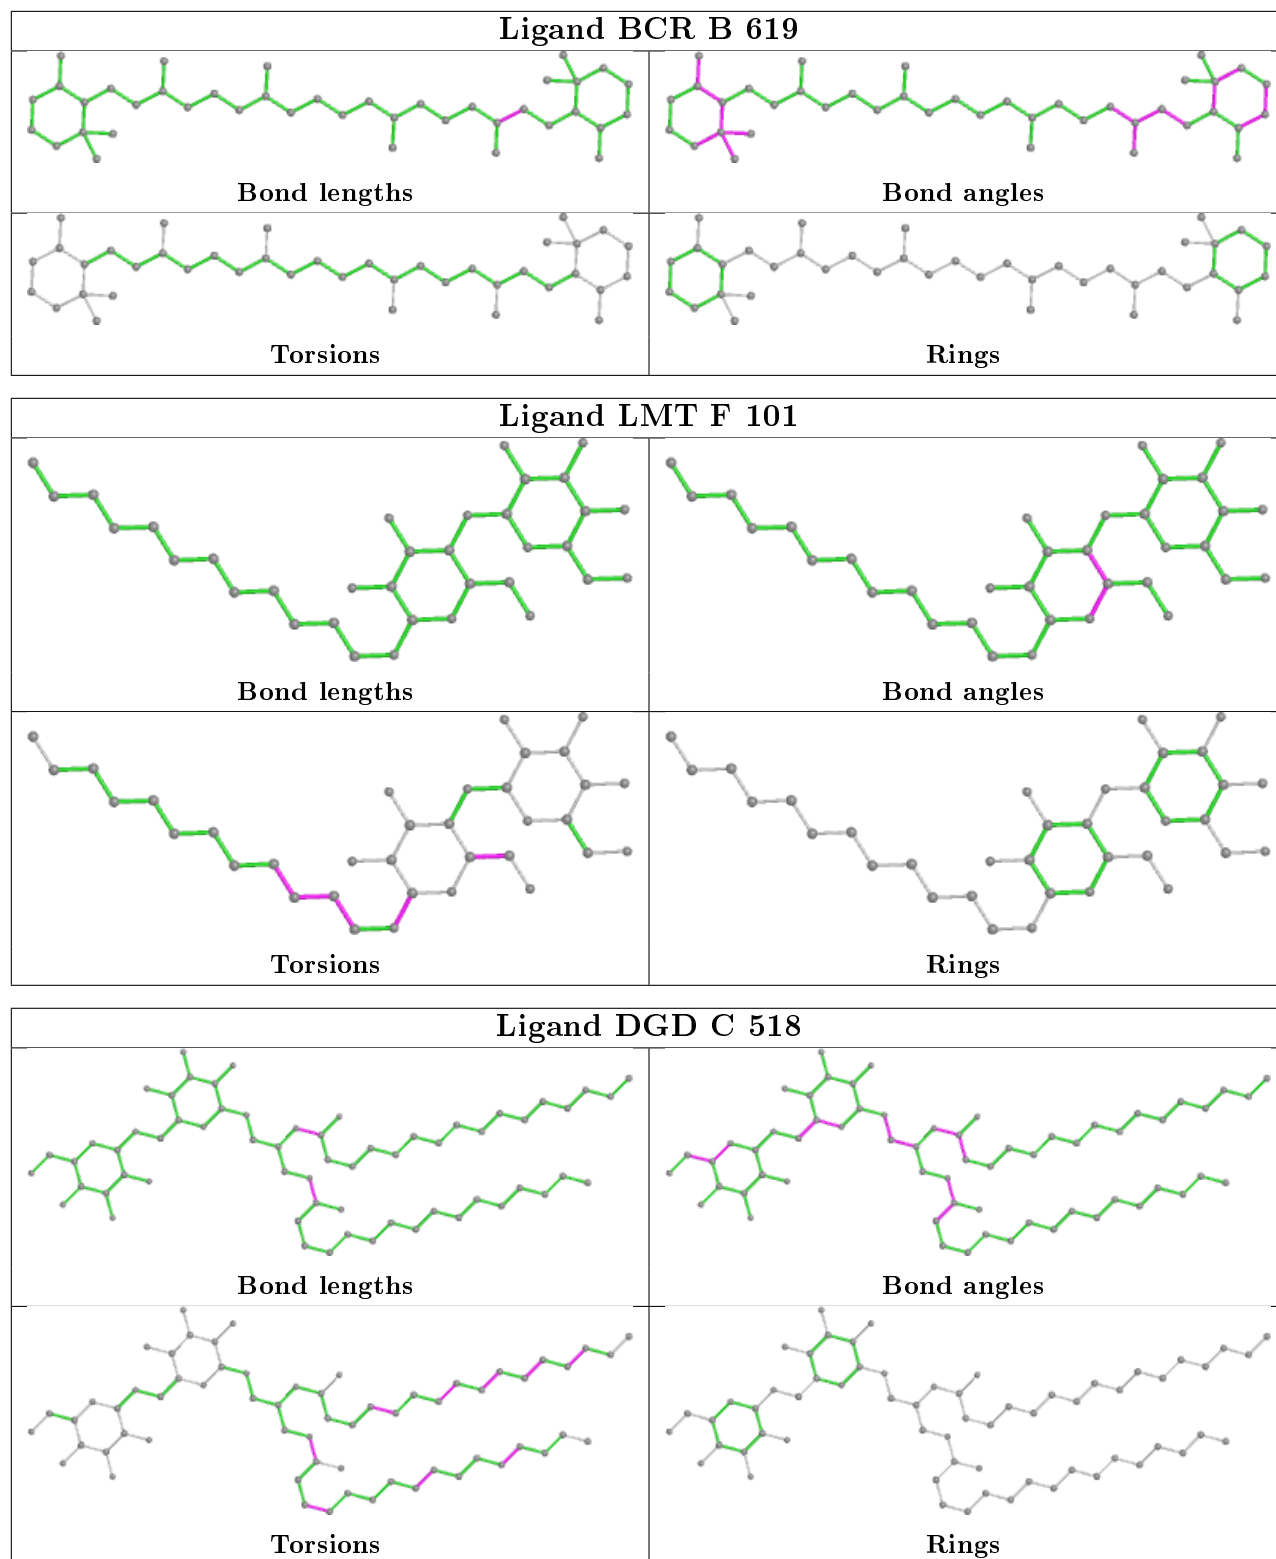 Ligand BCR B 619
Bond lengths
Bond angles
Torsions
Rings
Ligand LMT F 101
Bond lengths
Bond angles
Torsions
Rings
Ligand DGD C 518
Bond lengths
Bond angles
Torsions
Rings